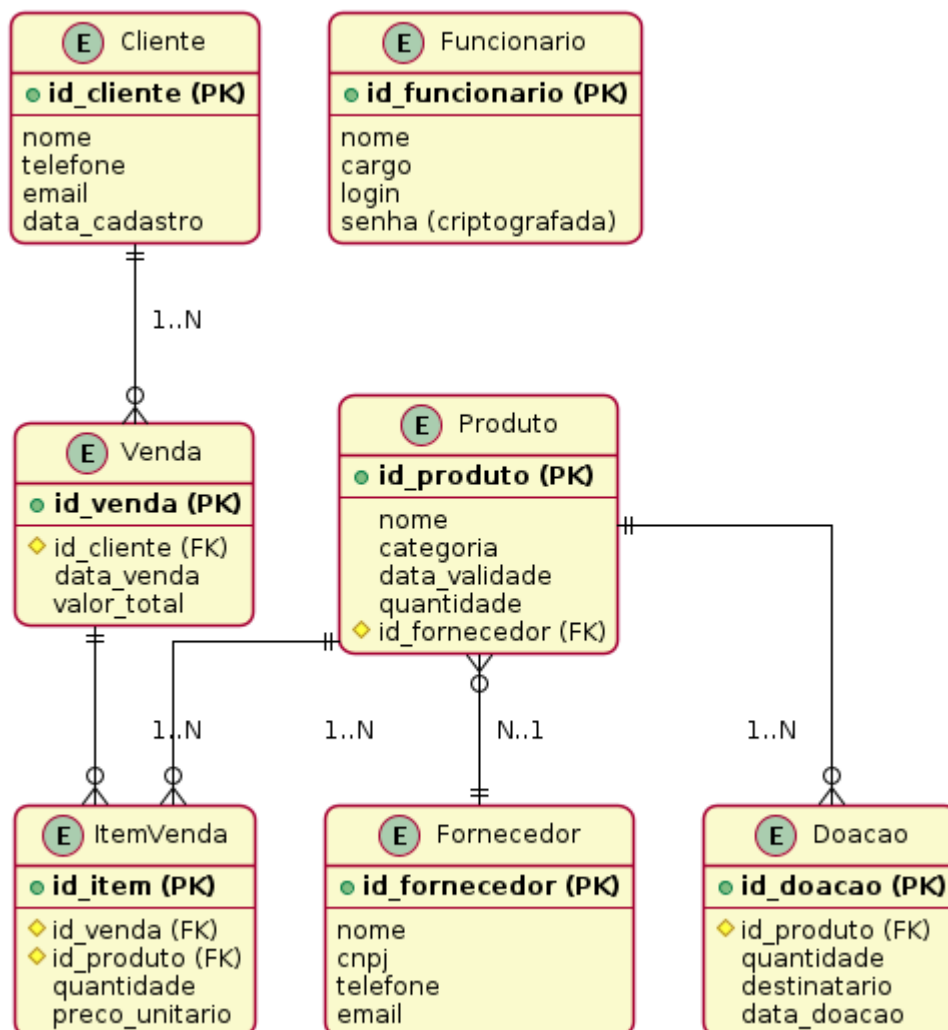 E Cliente
id_cliente (PK)
nome
telefone
email
data_cadastro
E Funcionario
id_funcionario (PK)
nome
cargo
login
senha (criptografada)
1..N
E Venda
id_venda (PK)
id_cliente (FK)
data_venda
valor_total
E Produto
id_produto (PK)
nome
categoria
data_validade
quantidade
id_fornecedor (FK)
1..N
1..N
N..1
1..N
E ItemVenda
id_item (PK)
id_venda (FK)
id_produto (FK)
quantidade
preco_unitario
E Fornecedor
id_fornecedor (PK)
nome
cnpj
telefone
email
E Doacao
id_doacao (PK)
id_produto (FK)
quantidade
destinatario
data_doacao